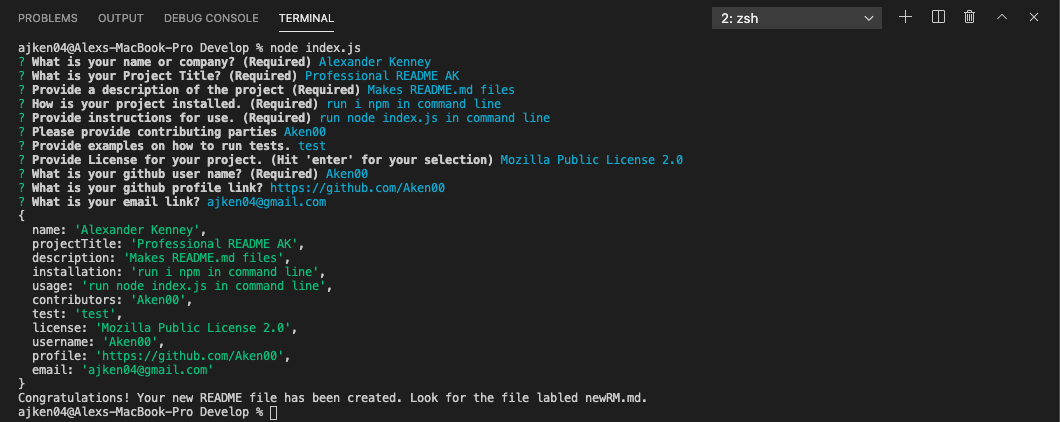 PROBLEMS OUTPUT DEBUG CONSOLE TERMINAL 2: zsh
ajken04@Alexs-MacBook-Pro Develop % node index.js
? What is your name or company? (Required) Alexander Kenney
? What is your Project Title? (Required) Professional README AK
? Provide a description of the project (Required) Makes README.md files
? How is your project installed. (Required) run i npm in command line
? Provide instructions for use. (Required) run node index.js in command line
? Please provide contributing parties Aken00
? Provide examples on how to run tests. test
? Provide License for your project. (Hit 'enter' for your selection) Mozilla Public License 2.0
? What is your github user name? (Required) Aken00
? What is your github profile link? https://github.com/Aken00
? What is your email link? ajken04@gmail.com
{
  name: 'Alexander Kenney',
  projectTitle: 'Professional README AK',
  description: 'Makes README.md files',
  installation: 'run i npm in command line',
  usage: 'run node index.js in command line',
  contributors: 'Aken00',
  test: 'test',
  license: 'Mozilla Public License 2.0',
  username: 'Aken00',
  profile: 'https://github.com/Aken00',
  email: 'ajken04@gmail.com'
}
Congratulations! Your new README file has been created. Look for the file labled newRM.md.
ajken04@Alexs-MacBook-Pro Develop %